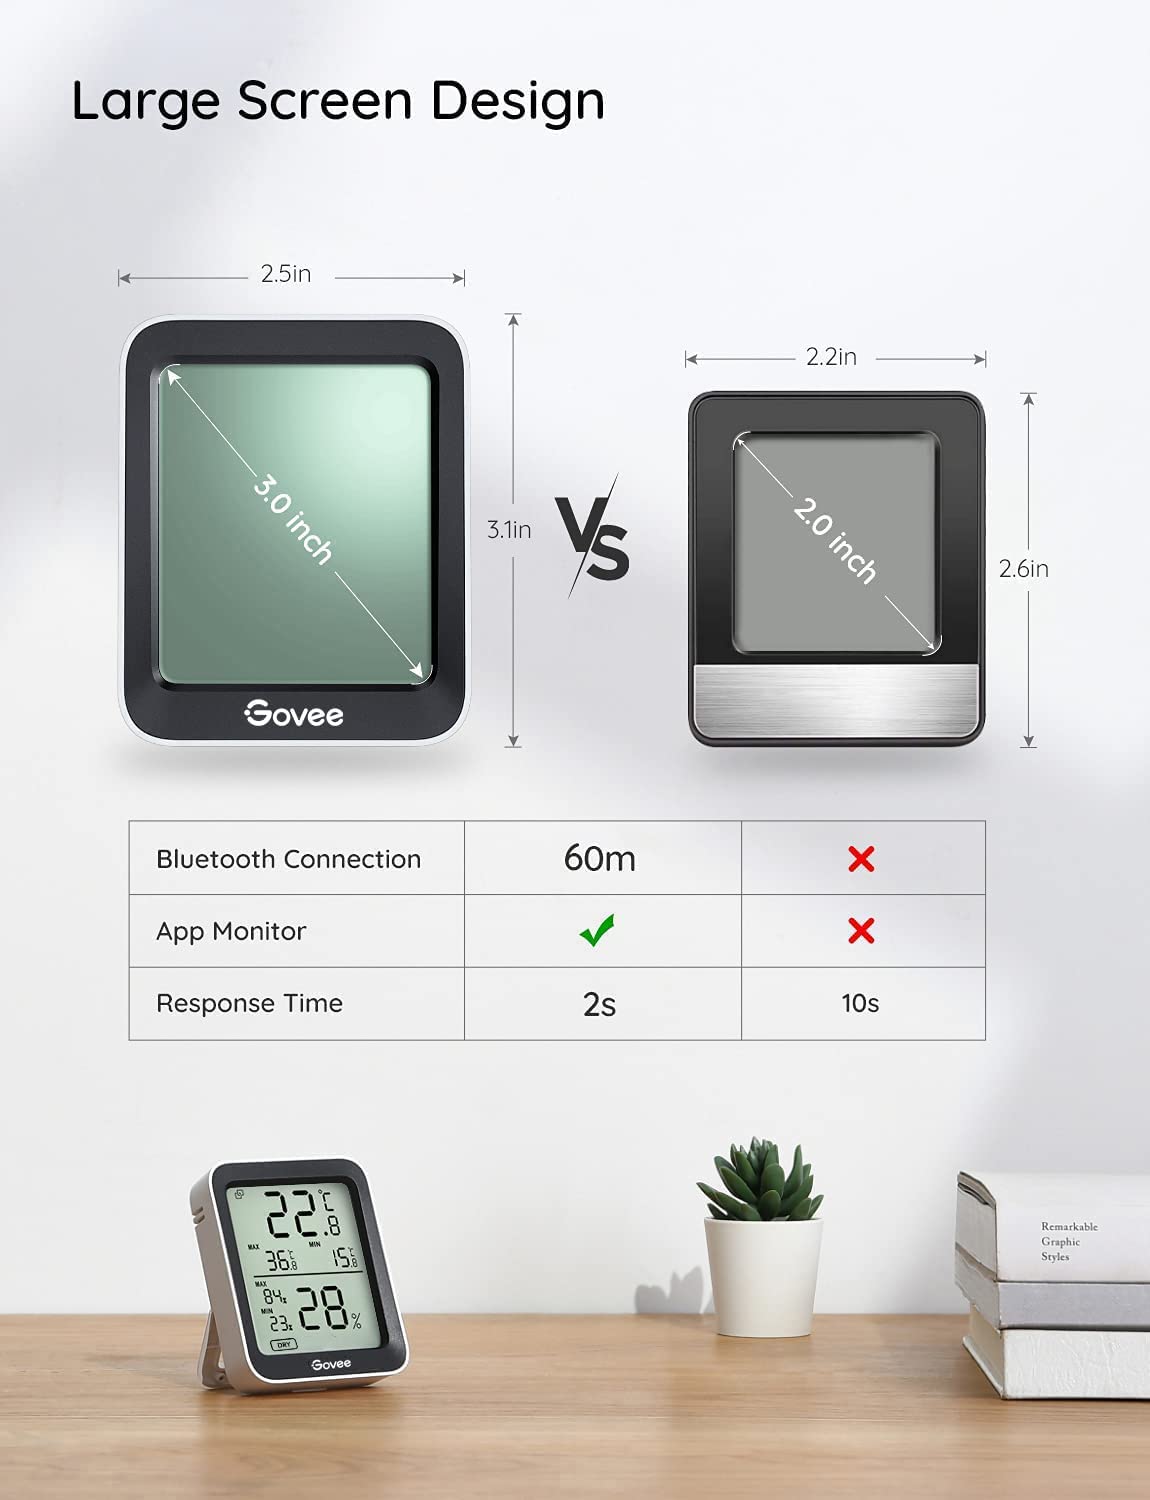 Large Screen Design
2.5in
3.0 inch
3.1in
Govee
VS
2.2in
2.0 inch
2.6in
Bluetooth Connection 60m
App Monitor
Response Time 2s 10s
22.8°C
MAX 36.8°C MIN 15.8°C
MAX 84%
MIN 23%
28%
DRY
Govee
Remarkable
Graphic
Styles